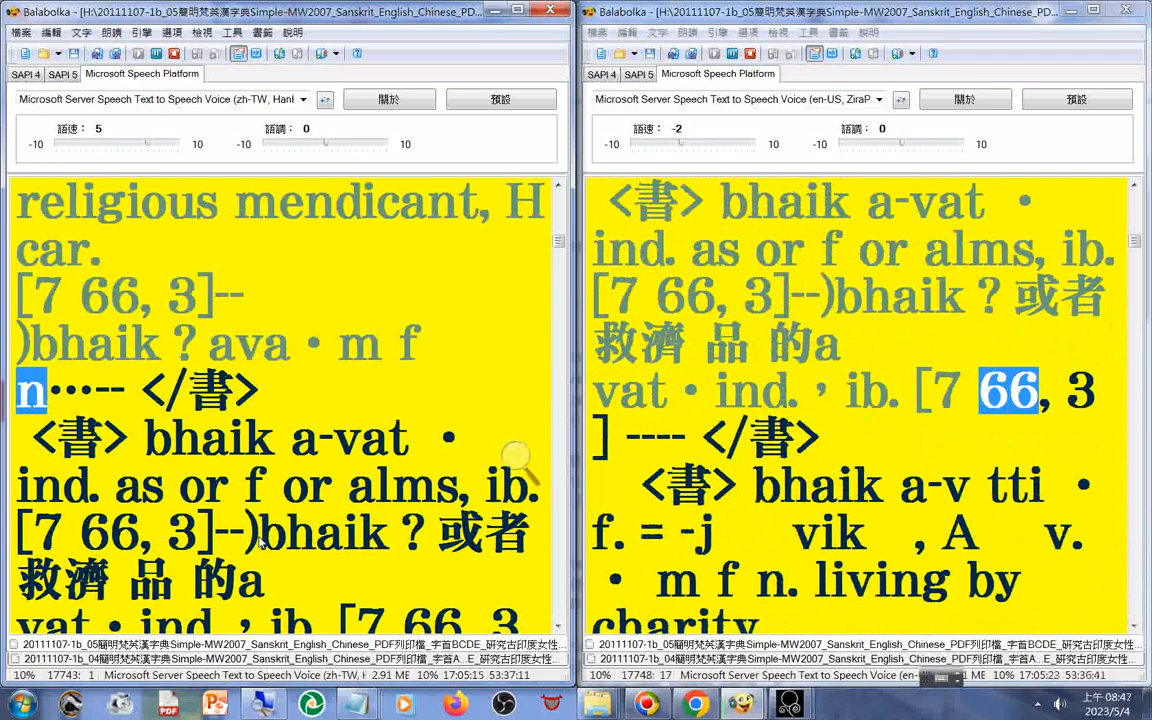 Balabolka - [H:\20111107-1b_05簡明梵英漢字典Simple-MW2007_Sanskrit_English_Chinese_PD...
檔案 編輯 文字 朗讀 引擎 選項 檢視 工具 書籤 說明
SAPI 4 SAPI 5 Microsoft Speech Platform
Microsoft Server Speech Text to Speech Voice (zh-TW, Hanl 關於 預設
語速： 5 語調： 0
-10 10 -10 10
religious mendicant, H
car.
[7 66, 3]--
)bhaik？ava・m f
n…-- </書>
<書> bhaik a-vat ・
ind. as or f or alms, ib.
[7 66, 3]--)bhaik？或者
救濟 品 的a
vat・ind.，ib. [7 66, 3
20111107-1b_05簡明梵英漢字典Simple-MW2007_Sanskrit_English_Chinese_PDF列印檔_字首BCDE_研究古印度女性...
20111107-1b_04簡明梵英漢字典Simple-MW2007_Sanskrit_English_Chinese_PDF列印檔_字首A...E_研究古印度女性...
10% 17743: 1 Microsoft Server Speech Text to Speech Voice (zh-TW, 2.91 MB 10% 17:05:15 53:37:11
Balabolka - [H:\20111107-1b_05簡明梵英漢字典Simple-MW2007_Sanskrit_English_Chinese_PD...
檔案 編輯 文字 朗讀 引擎 選項 檢視 工具 書籤 說明
SAPI 4 SAPI 5 Microsoft Speech Platform
Microsoft Server Speech Text to Speech Voice (en-US, ZiraP 關於 預設
語速： -2 語調： 0
-10 10 -10 10
<書> bhaik a-vat ・
ind. as or f or alms, ib.
[7 66, 3]--)bhaik？或者
救濟 品 的a
vat・ind.，ib. [7 66, 3
] ---- </書>
<書> bhaik a-v tti ・
f. = -j vik , A v.
・ m f n. living by
charity
20111107-1b_05簡明梵英漢字典Simple-MW2007_Sanskrit_English_Chinese_PDF列印檔_字首BCDE_研究古印度女性...
20111107-1b_04簡明梵英漢字典Simple-MW2007_Sanskrit_English_Chinese_PDF列印檔_字首A...E_研究古印度女性...
10% 17748: 17 Microsoft Server Speech Text to Speech 10% 17:05:23 53:36:41
PDF
上午 08:47
2023/5/4